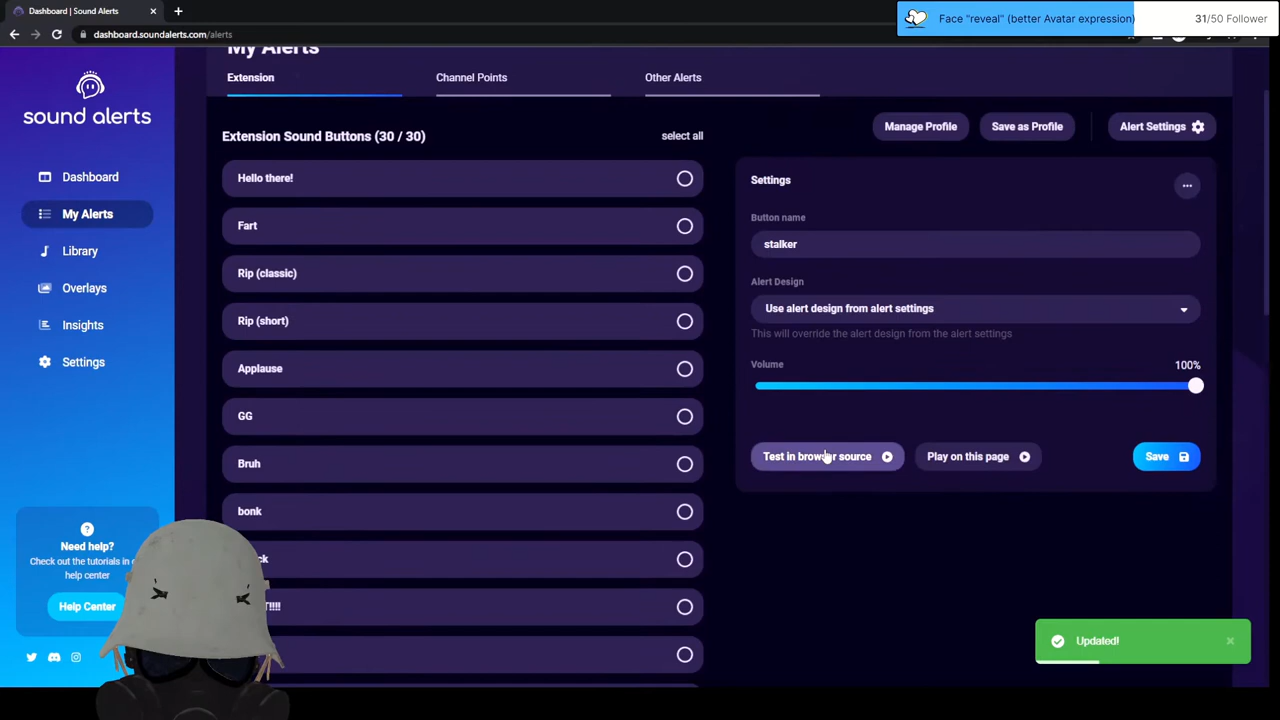 Dashboard | Sound Alerts
dashboard.soundalerts.com/alerts
Face "reveal" (better Avatar expression)
31/50 Follower
sound alerts
Dashboard
My Alerts
Library
Overlays
Insights
Settings
Need help?
Check out the tutorials in o
help center
Help Center
My Alerts
Extension
Channel Points
Other Alerts
Extension Sound Buttons (30 / 30)
select all
Hello there!
Fart
Rip (classic)
Rip (short)
Applause
GG
Bruh
bonk
Manage Profile
Save as Profile
Alert Settings
Settings
Button name
stalker
Alert Design
Use alert design from alert settings
This will override the alert design from the alert settings
Volume
100%
Test in browser source
Play on this page
Save
Updated!